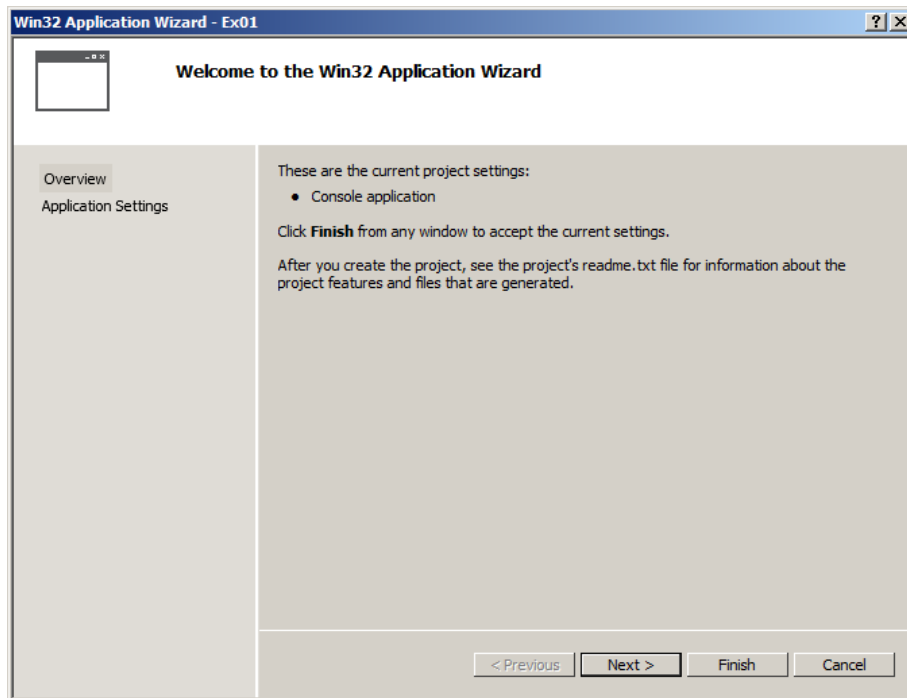 Win32 Application Wizard - Ex01
Welcome to the Win32 Application Wizard
Overview
Application Settings
These are the current project settings:
• Console application
Click Finish from any window to accept the current settings.
After you create the project, see the project's readme.txt file for information about the
project features and files that are generated.
< Previous
Next >
Finish
Cancel